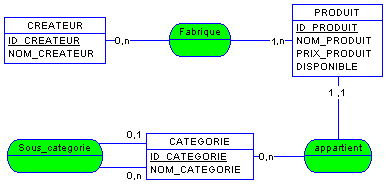 CREATEUR
ID_CREATEUR
NOM_CREATEUR
0,n
Fabrique
1,n
PRODUIT
ID_PRODUIT
NOM_PRODUIT
PRIX_PRODUIT
DISPONIBLE
1,1
Sous_categorie
0,1
0,n
CATEGORIE
ID_CATEGORIE
NOM_CATEGORIE
0,n
appartient